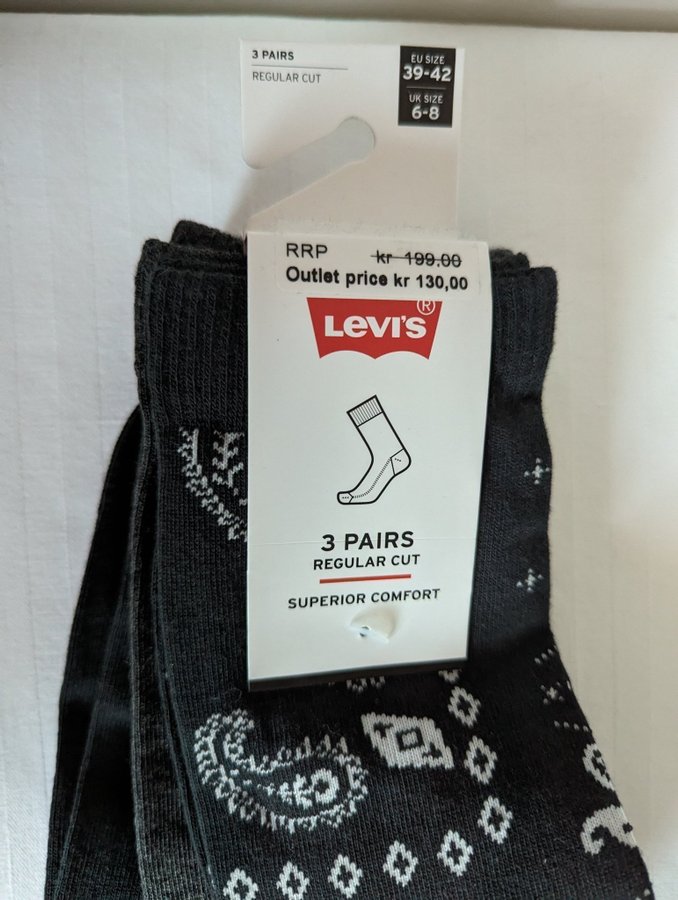 3 PAIRS
REGULAR CUT
EU SIZE
39-42
UK SIZE
6-8
RRP kr 199,00
Outlet price kr 130,00
LEVI'S ®
3 PAIRS
REGULAR CUT
SUPERIOR COMFORT